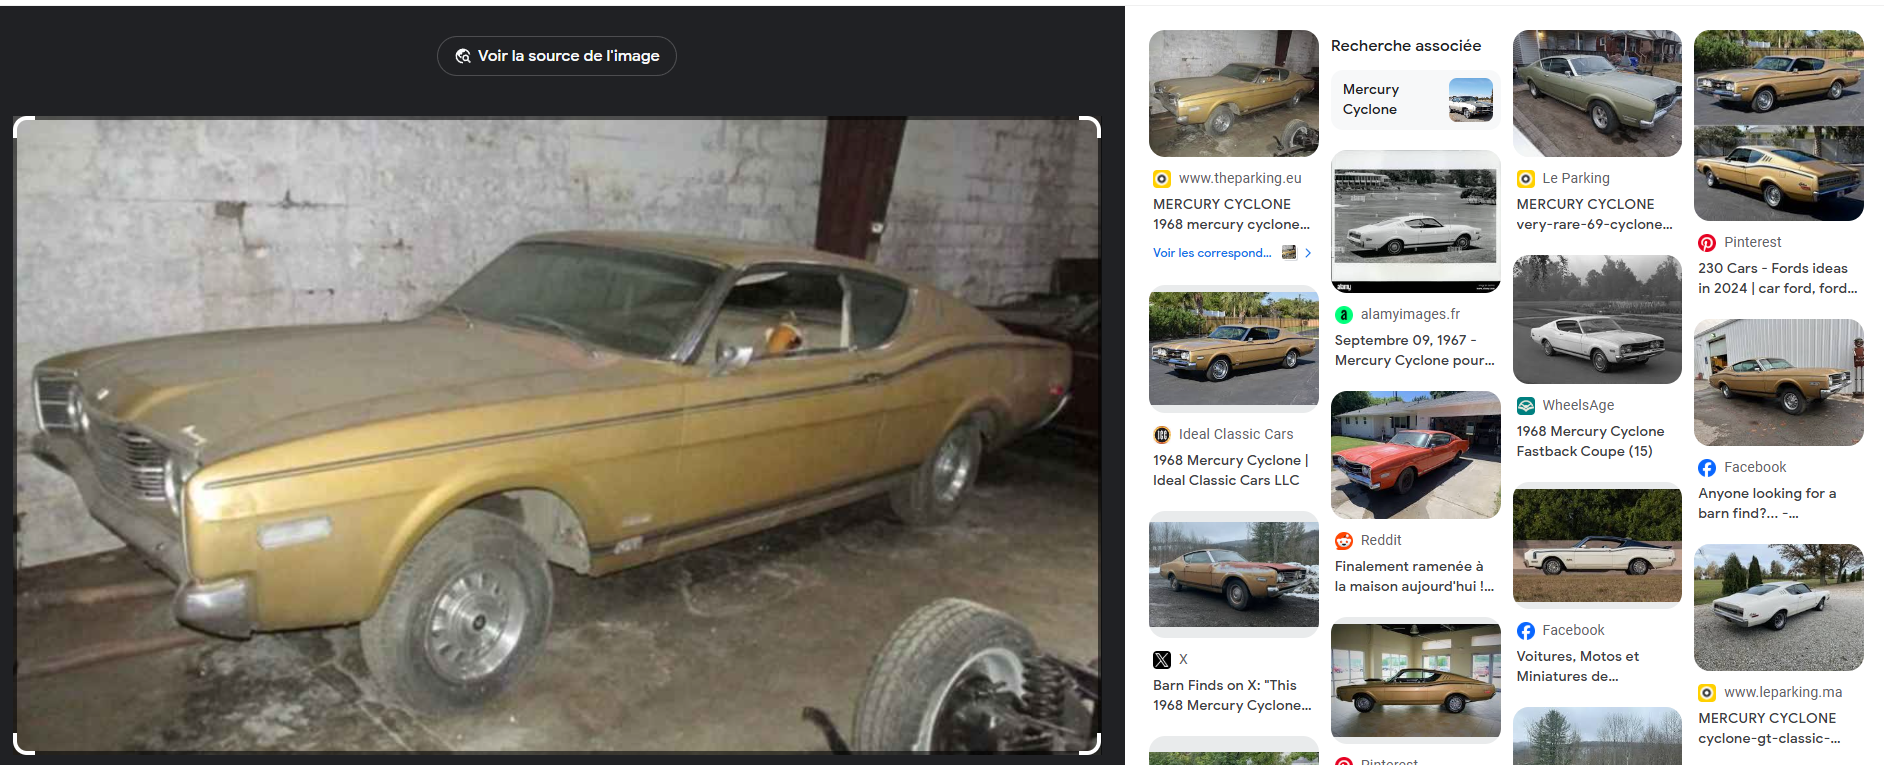 Voir la source de l'image
www.theparking.eu
MERCURY CYCLONE
1968 mercury cyclone...
Voir les correspond...
Ideal Classic Cars
1968 Mercury Cyclone |
Ideal Classic Cars LLC
X
Barn Finds on X: "This
1968 Mercury Cyclone...
Recherche associée
Mercury
Cyclone
alamy
alamyimages.fr
Septembre 09, 1967 -
Mercury Cyclone pour...
Reddit
Finalement ramenée à
la maison aujourd'hui !...
Pinterest
Le Parking
MERCURY CYCLONE
very-rare-69-cyclone...
WheelsAge
1968 Mercury Cyclone
Fastback Coupe (15)
Facebook
Voitures, Motos et
Miniatures de...
Pinterest
230 Cars - Fords ideas
in 2024 | car ford, ford...
Facebook
Anyone looking for a
barn find?... -...
www.leparking.ma
MERCURY CYCLONE
cyclone-gt-classic-...